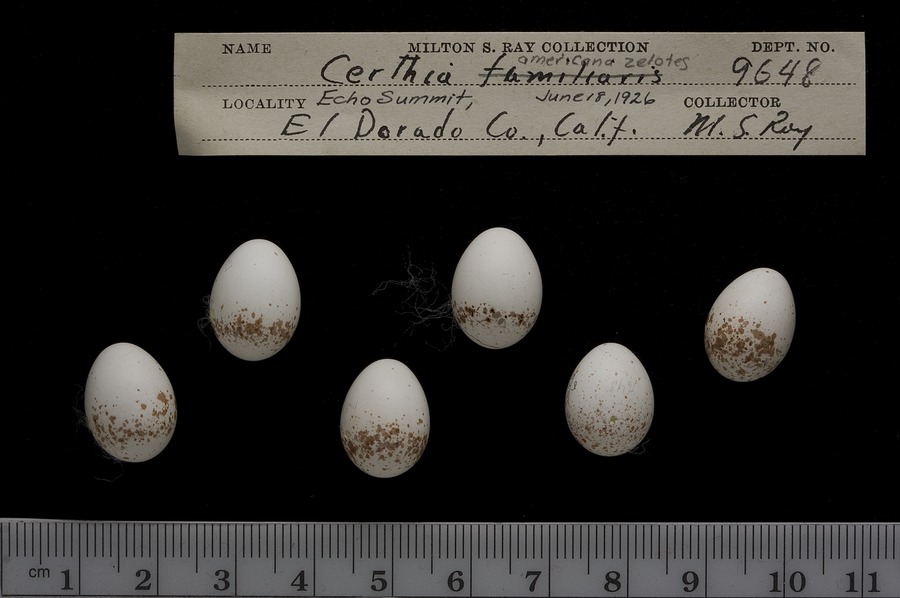 NAME MILTON S. RAY COLLECTION DEPT. NO.
americana zelotes
Certhia familiaris 9648
LOCALITY Echo Summit, June 18, 1926 COLLECTOR
El Dorado Co., Calif. M. S. Ray
cm 1 2 3 4 5 6 7 8 9 10 11